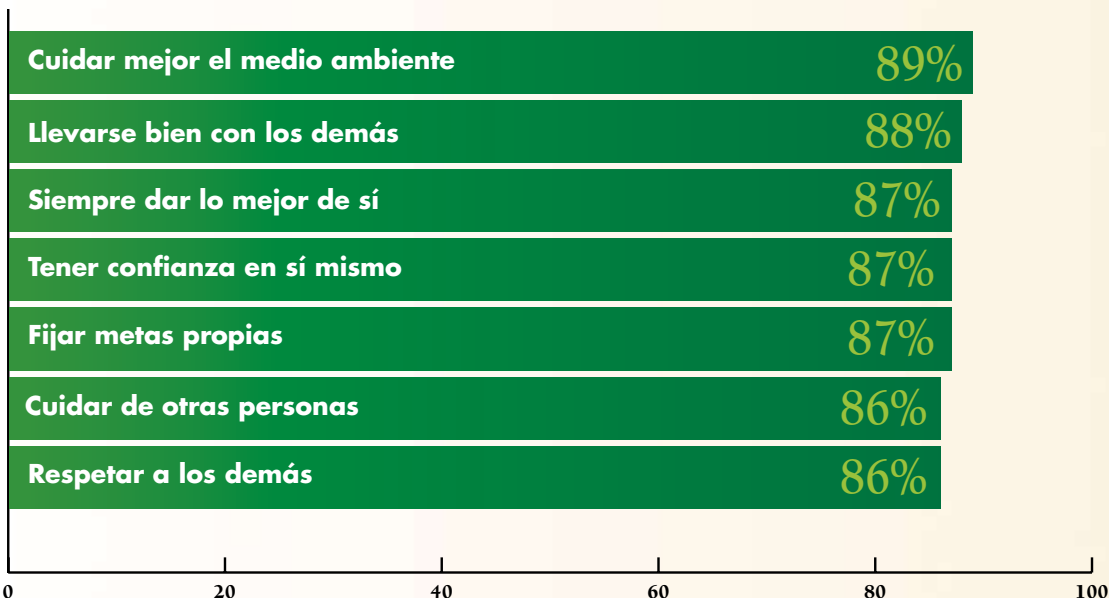 Cuidar mejor el medio ambiente 89%
Llevarse bien con los demás 88%
Siempre dar lo mejor de sí 87%
Tener confianza en sí mismo 87%
Fijar metas propias 87%
Cuidar de otras personas 86%
Respetar a los demás 86%
0 20 40 60 80 100